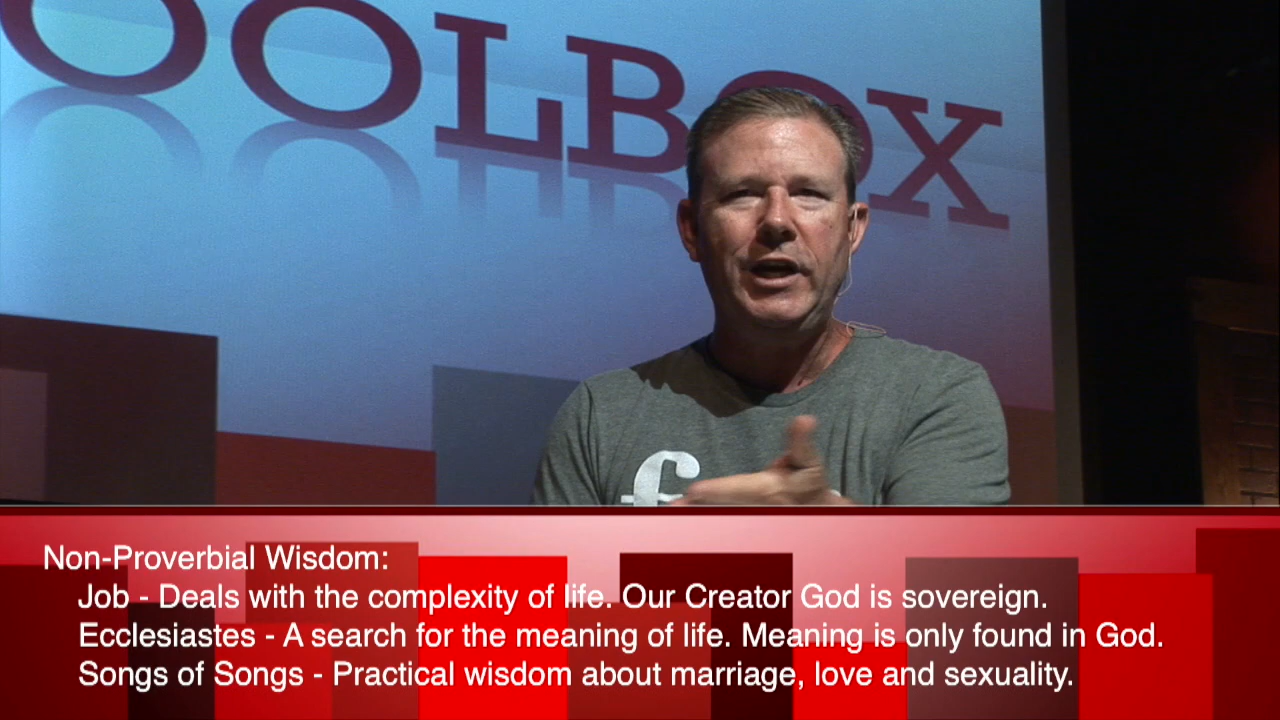 OOLBOX
Non-Proverbial Wisdom:
Job - Deals with the complexity of life. Our Creator God is sovereign.
Ecclesiastes - A search for the meaning of life. Meaning is only found in God.
Songs of Songs - Practical wisdom about marriage, love and sexuality.